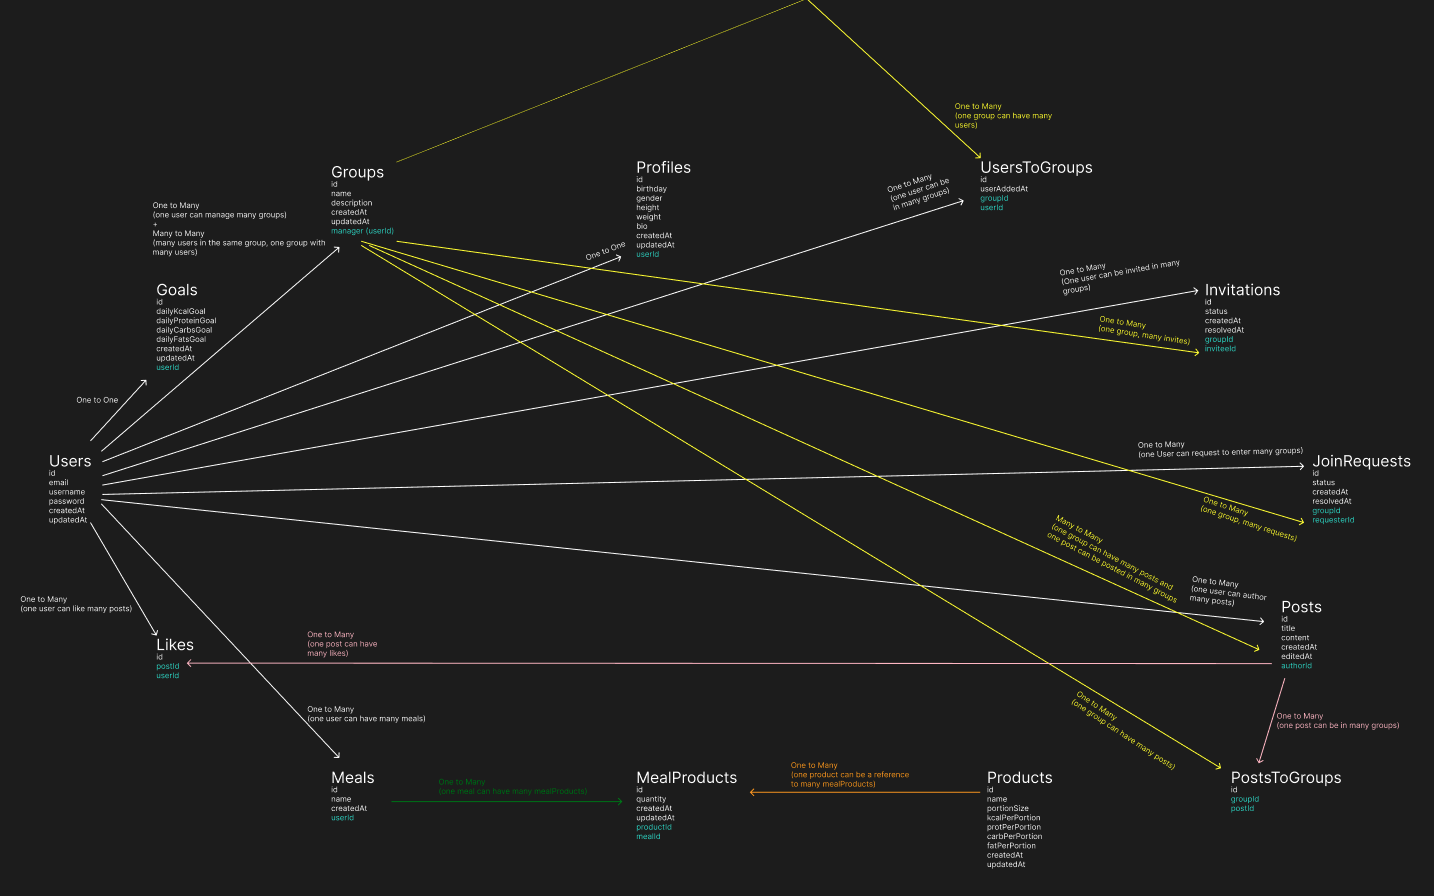 One to Many
(one group can have many
users)
Groups
id
name
description
createdAt
updatedAt
manager (userId)
Profiles
id
birthday
gender
height
weight
bio
createdAt
updatedAt
userId
One to Many
(one user can be
in many groups)
UsersToGroups
id
userAddedAt
groupId
userId
One to Many
(one user can manage many groups)
+
Many to Many
(many users in the same group, one group with
many users)
One to One
One to Many
(One user can be invited in many
groups)
Invitations
id
status
createdAt
resolvedAt
groupId
inviteeId
One to Many
(one group, many invites)
Goals
id
dailyKcalGoal
dailyProteinGoal
dailyCarbsGoal
dailyFatsGoal
createdAt
updatedAt
userId
One to One
Users
id
email
username
password
createdAt
updatedAt
One to Many
(one User can request to enter many groups)
JoinRequests
id
status
createdAt
resolvedAt
groupId
requesterId
One to Many
(one group, many requests)
Many to Many
(one group can have many posts and
one post can be posted in many groups
One to Many
(one user can author
many posts)
Posts
id
title
content
createdAt
editedAt
authorId
One to Many
(one user can like many posts)
Likes
id
postId
userId
One to Many
(one post can have
many likes)
One to Many
(one user can have many meals)
One to Many
(one group can have many posts)
One to Many
(one post can be in many groups)
Meals
id
name
createdAt
userId
One to Many
(one meal can have many mealProducts)
MealProducts
id
quantity
createdAt
updatedAt
productId
mealId
One to Many
(one product can be a reference
to many mealProducts)
Products
id
name
portionSize
kcalPerPortion
protPerPortion
carbPerPortion
fatPerPortion
createdAt
updatedAt
PostsToGroups
id
groupId
postId